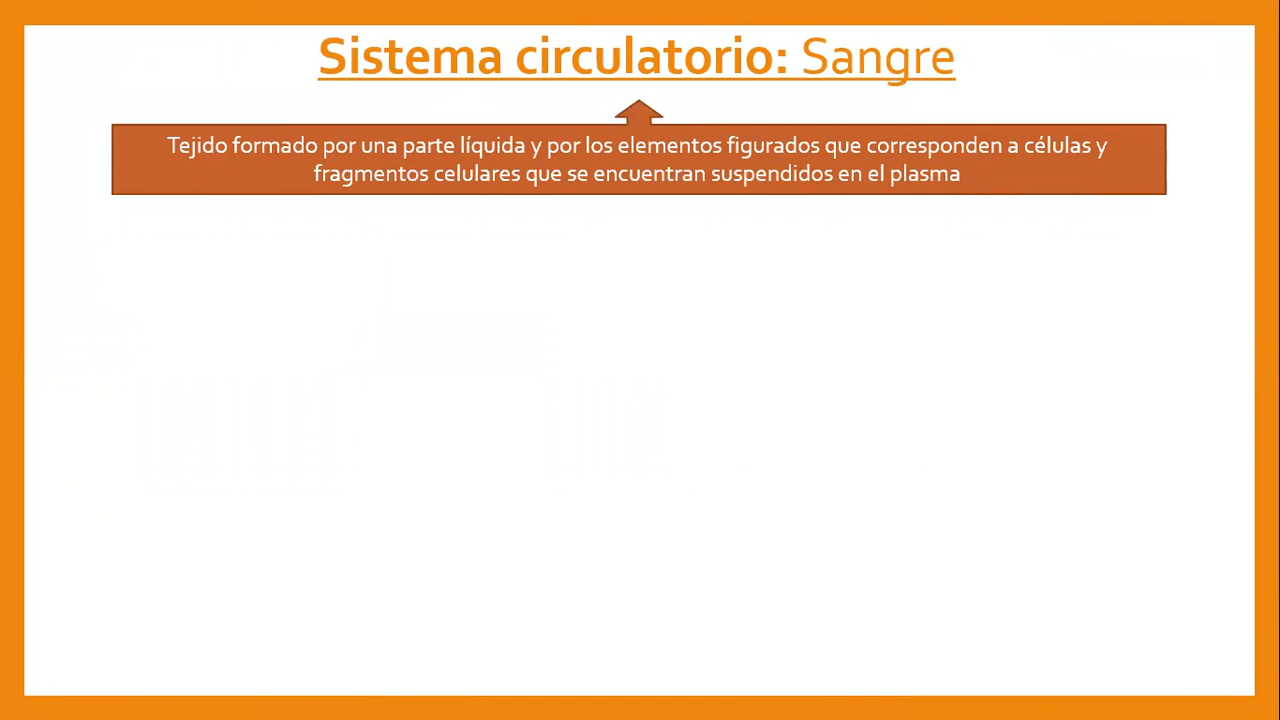 Sistema circulatorio: Sangre
Tejido formado por una parte líquida y por los elementos figurados que corresponden a células y
fragmentos celulares que se encuentran suspendidos en el plasma